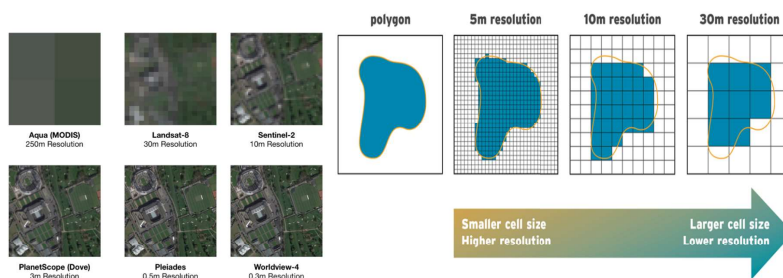 polygon
5m resolution
10m resolution
30m resolution
Aqua (MODIS)
250m Resolution
Landsat-8
30m Resolution
Sentinel-2
10m Resolution
PlanetScope (Dove)
3m Resolution
Pleiades
0.5m Resolution
Worldview-4
0.3m Resolution
Smaller cell size
Higher resolution
Larger cell size
Lower resolution